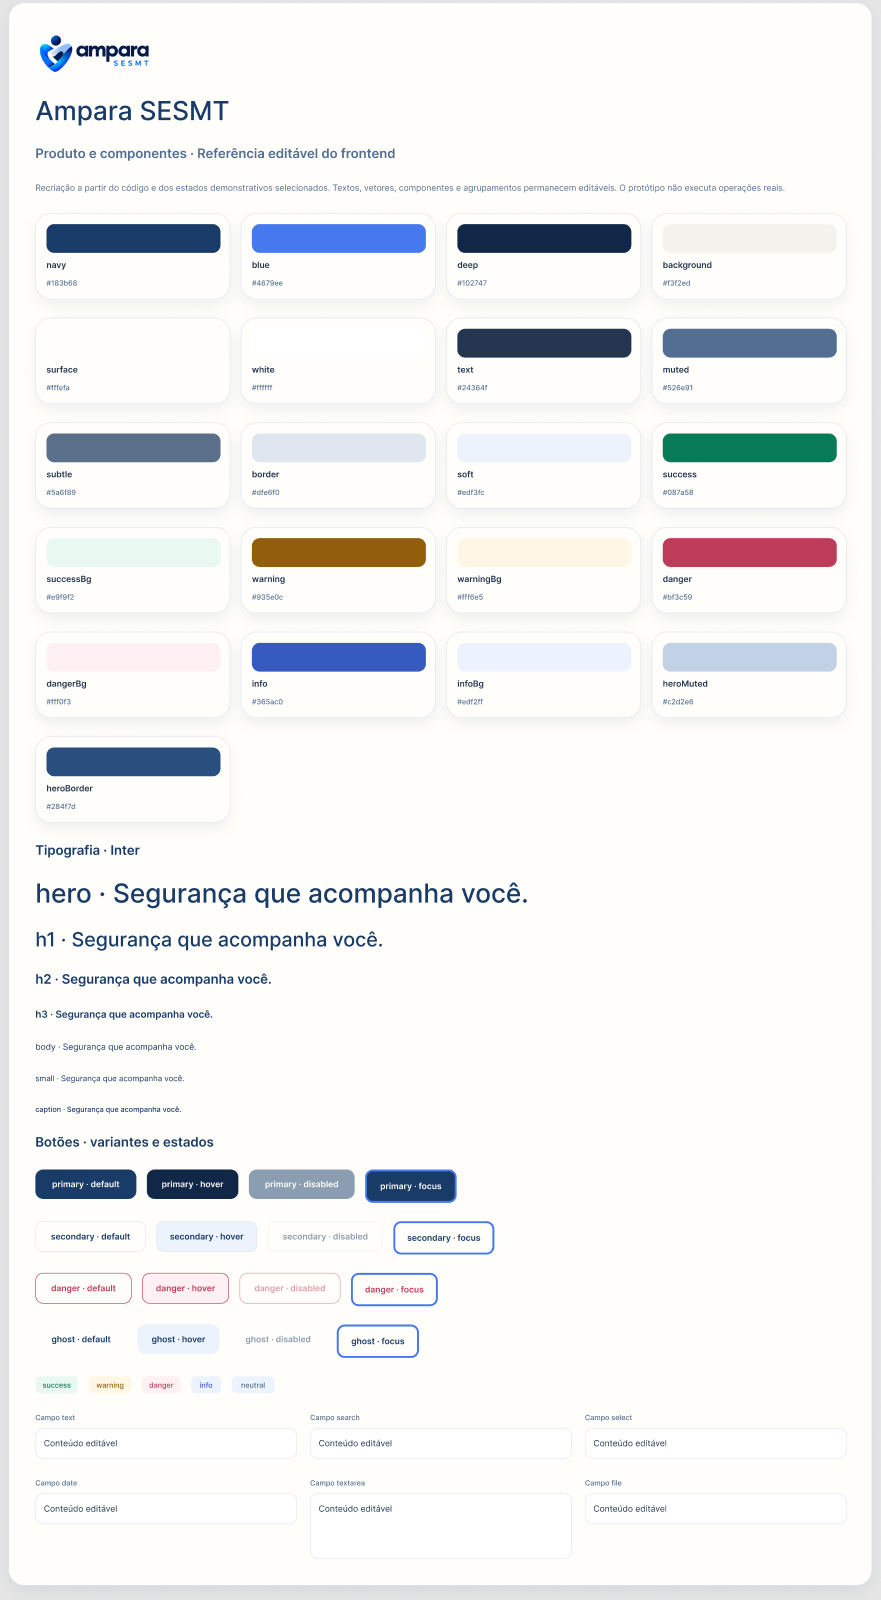 ampara
SESMT
Ampara SESMT
Produto e componentes · Referência editável do frontend
Recriação a partir do código e dos estados demonstrativos selecionados. Textos, vetores, componentes e agrupamentos permanecem editáveis. O protótipo não executa operações reais.
navy
#183b68
blue
#4679ee
deep
#102747
background
#f3f2ed
surface
#fffefa
white
#ffffff
text
#24364f
muted
#526e91
subtle
#5a6f89
border
#dfe6f0
soft
#edf3fc
success
#087a58
successBg
#e9f9f2
warning
#935e0c
warningBg
#fff6e5
danger
#bf3c59
dangerBg
#fff0f3
info
#365ac0
infoBg
#edf2ff
heroMuted
#c2d2e6
heroBorder
#284f7d
Tipografia · Inter
hero · Segurança que acompanha você.
h1 · Segurança que acompanha você.
h2 · Segurança que acompanha você.
h3 · Segurança que acompanha você.
body · Segurança que acompanha você.
small · Segurança que acompanha você.
caption · Segurança que acompanha você.
Botões · variantes e estados
primary · default
primary · hover
primary · disabled
primary · focus
secondary · default
secondary · hover
secondary · disabled
secondary · focus
danger · default
danger · hover
danger · disabled
danger · focus
ghost · default
ghost · hover
ghost · disabled
ghost · focus
success
warning
danger
info
neutral
Campo text
Conteúdo editável
Campo search
Conteúdo editável
Campo select
Conteúdo editável
Campo date
Conteúdo editável
Campo textarea
Conteúdo editável
Campo file
Conteúdo editável